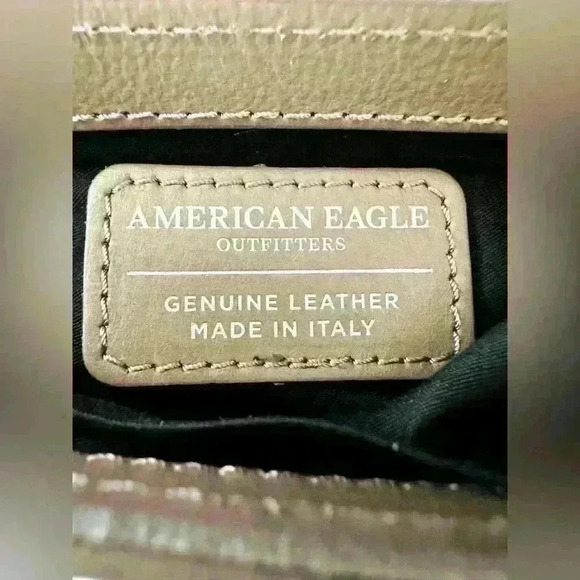 AMERICAN EAGLE
OUTFITTERS
GENUINE LEATHER
MADE IN ITALY